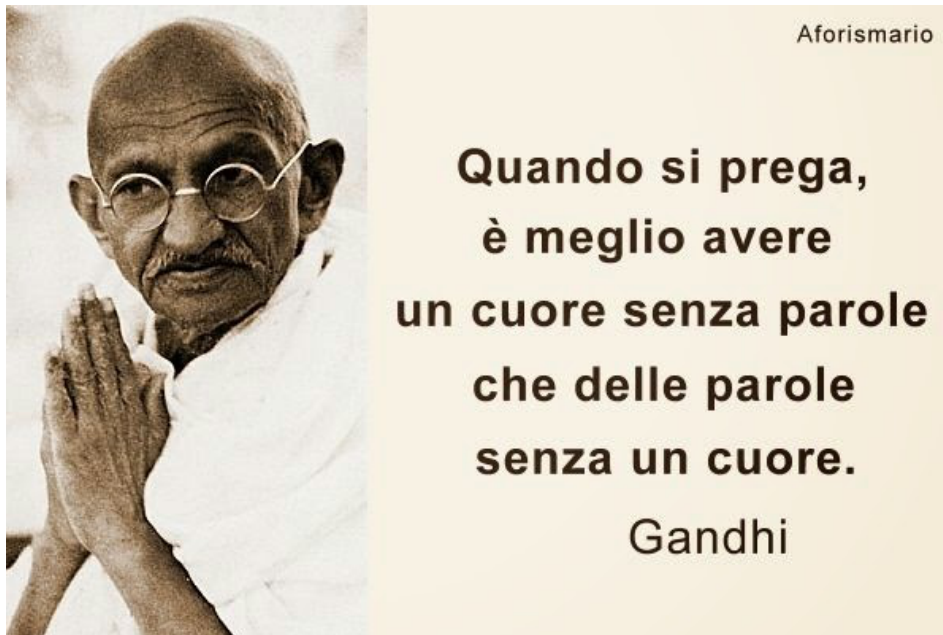 Aforismario
Quando si prega,
è meglio avere
un cuore senza parole
che delle parole
senza un cuore.
Gandhi